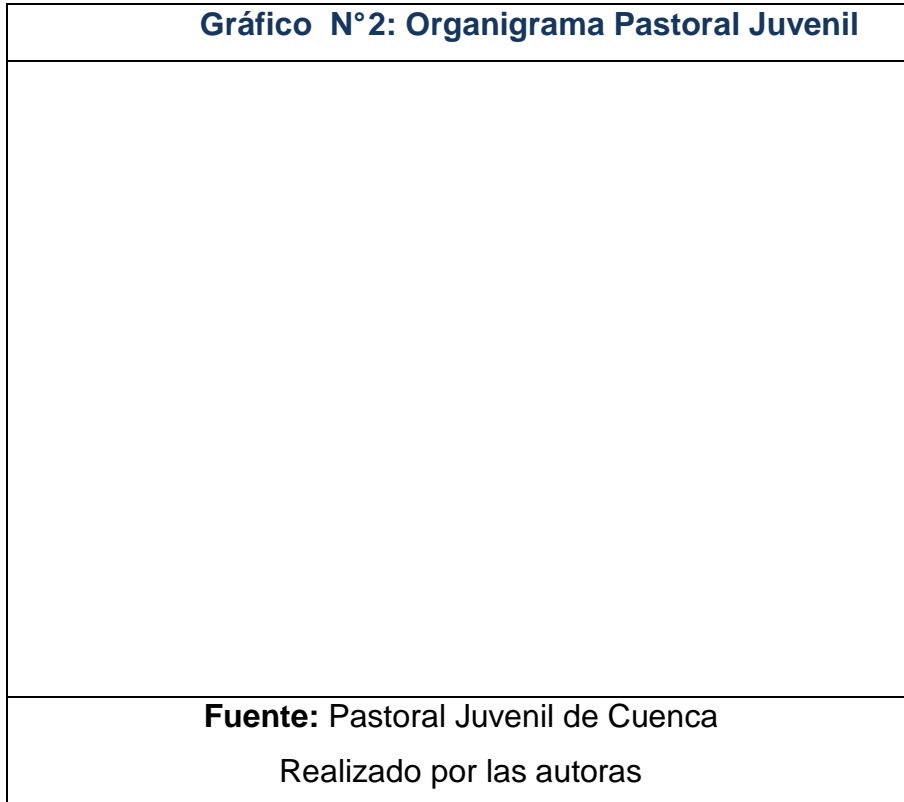 Gráfico  N°2: Organigrama Pastoral Juvenil
Fuente: Pastoral Juvenil de Cuenca
Realizado por las autoras